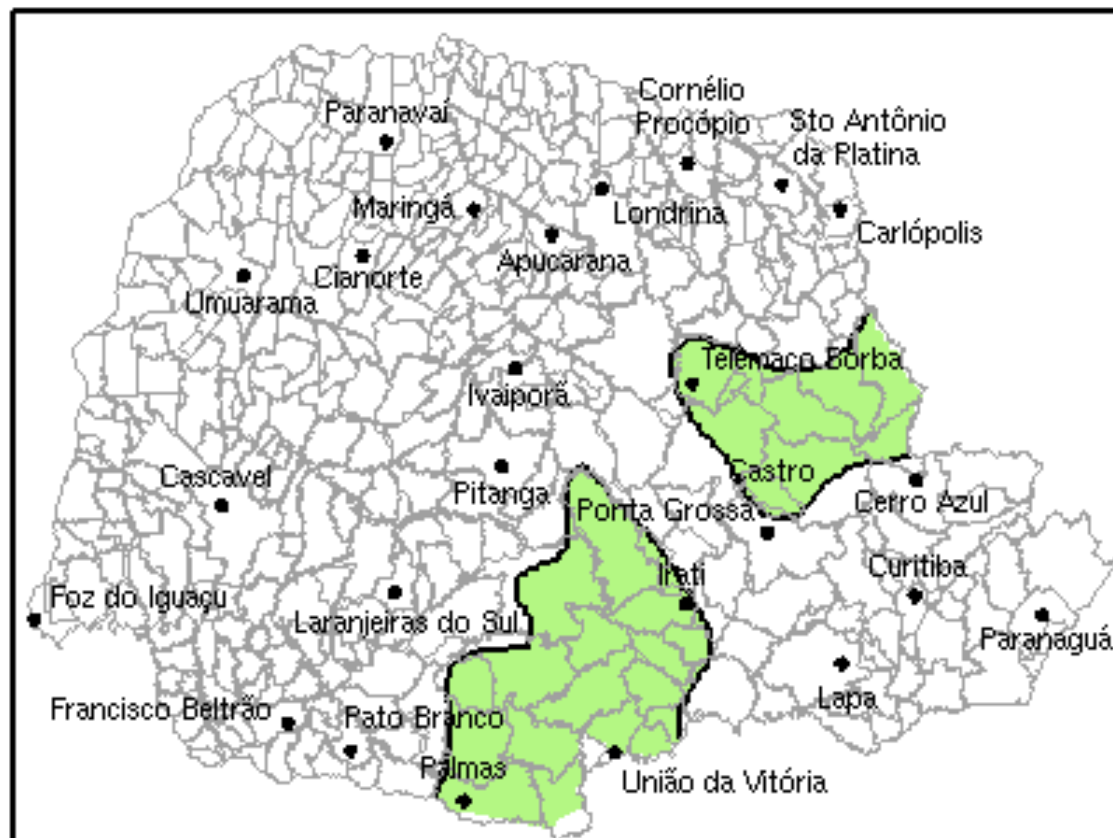 Cornélio
Procópio
Sto Antônio
da Platina
Paranavaí
Maringá
Londrina
Carlópolis
Apucarana
Cianorte
Umuarama
Telêmaco Borba
Ivaiporã
Cascavel
Pitanga
Castro
Cerro Azul
Ponta Grossa
Curitiba
Irati
Foz do Iguaçu
Laranjeiras do Sul
Paranaguá
Lapa
Francisco Beltrão
Pato Branco
Palmas
União da Vitória